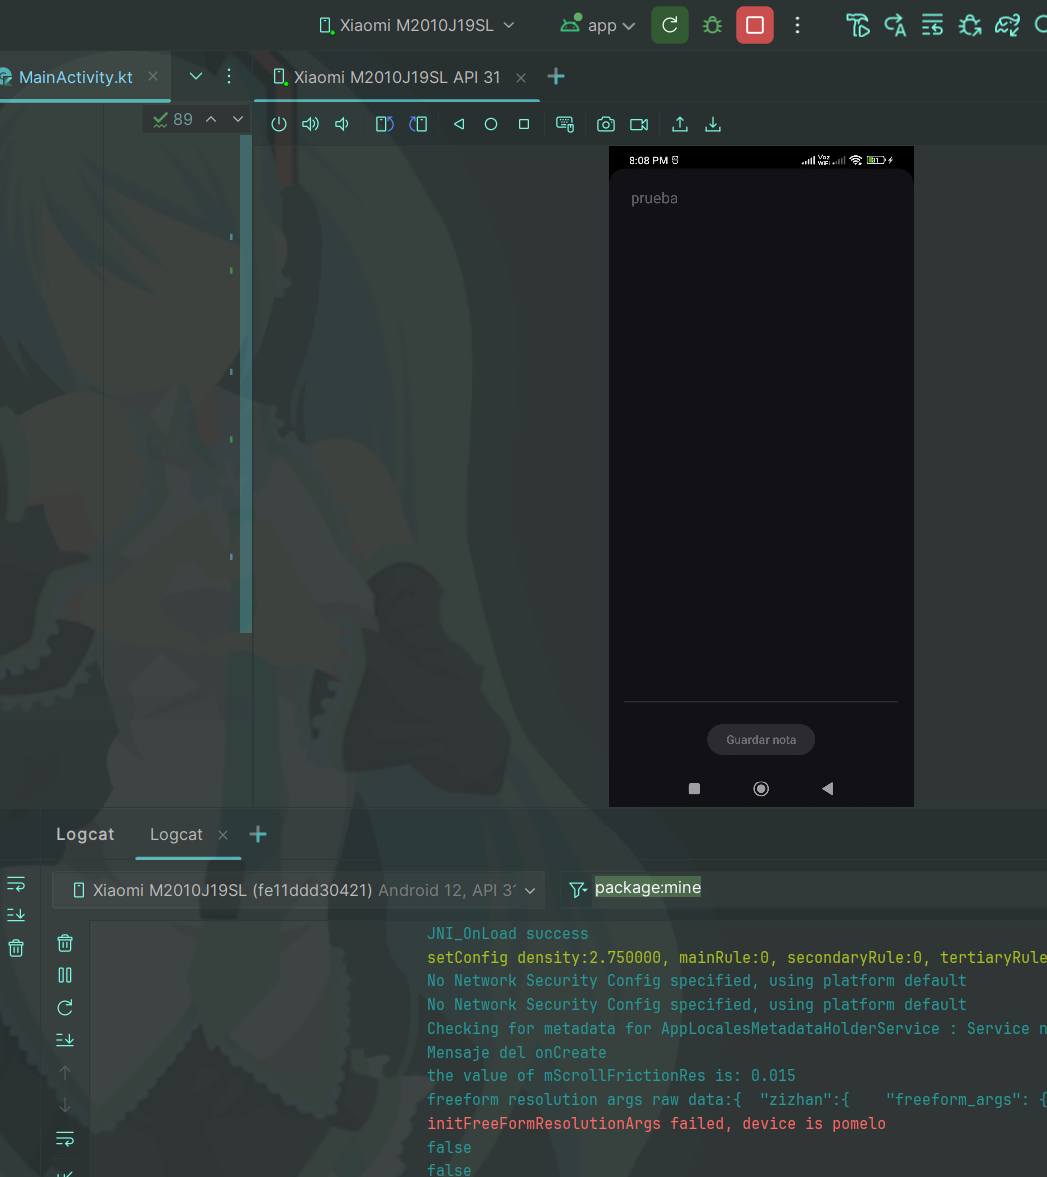 Xiaomi M2010J19SL
app
MainActivity.kt
Xiaomi M2010J19SL API 31
89
8:08 PM
Voz
WiFi
prueba
Guardar nota
Logcat
Logcat
Xiaomi M2010J19SL (fe11ddd30421) Android 12, API 31
package:mine
JNI_OnLoad success
setConfig density:2.750000, mainRule:0, secondaryRule:0, tertiaryRule
No Network Security Config specified, using platform default
No Network Security Config specified, using platform default
Checking for metadata for AppLocalesMetadataHolderService : Service n
Mensaje del onCreate
the value of mScrollFrictionRes is: 0.015
freeform resolution args raw data:{ "zizhan":{ "freeform_args": {
initFreeFormResolutionArgs failed, device is pomelo
false
false